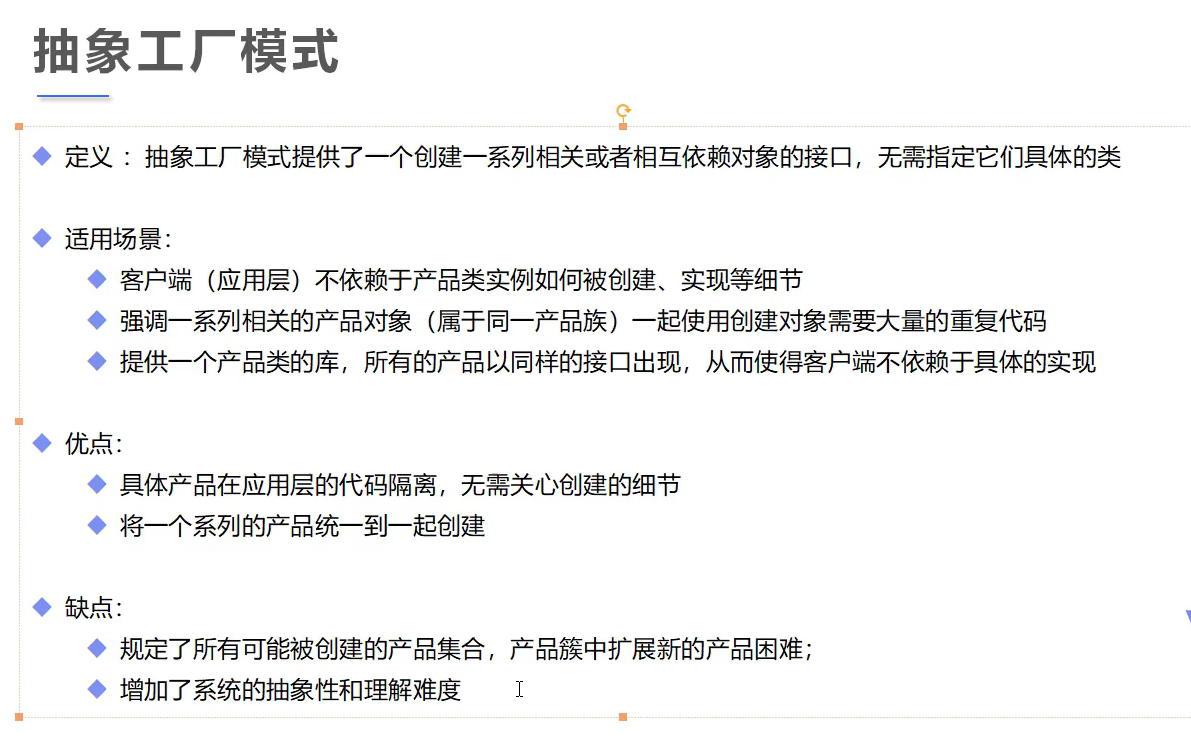 抽象工厂模式
定义 ：抽象工厂模式提供了一个创建一系列相关或者相互依赖对象的接口，无需指定它们具体的类
适用场景：
客户端（应用层）不依赖于产品类实例如何被创建、实现等细节
强调一系列相关的产品对象（属于同一产品族）一起使用创建对象需要大量的重复代码
提供一个产品类的库，所有的产品以同样的接口出现，从而使得客户端不依赖于具体的实现
优点：
具体产品在应用层的代码隔离，无需关心创建的细节
将一个系列的产品统一到一起创建
缺点：
规定了所有可能被创建的产品集合，产品簇中扩展新的产品困难；
增加了系统的抽象性和理解难度